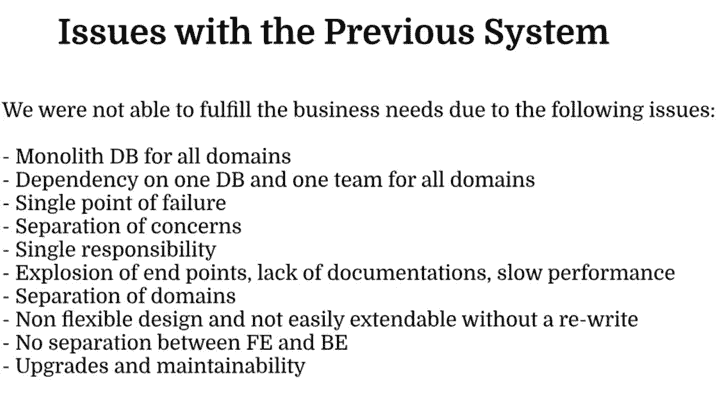 Issues with the Previous System
We were not able to fulfill the business needs due to the following issues:
- Monolith DB for all domains
- Dependency on one DB and one team for all domains
- Single point of failure
- Separation of concerns
- Single responsibility
- Explosion of end points, lack of documentations, slow performance
- Separation of domains
- Non flexible design and not easily extendable without a re-write
- No separation between FE and BE
- Upgrades and maintainability